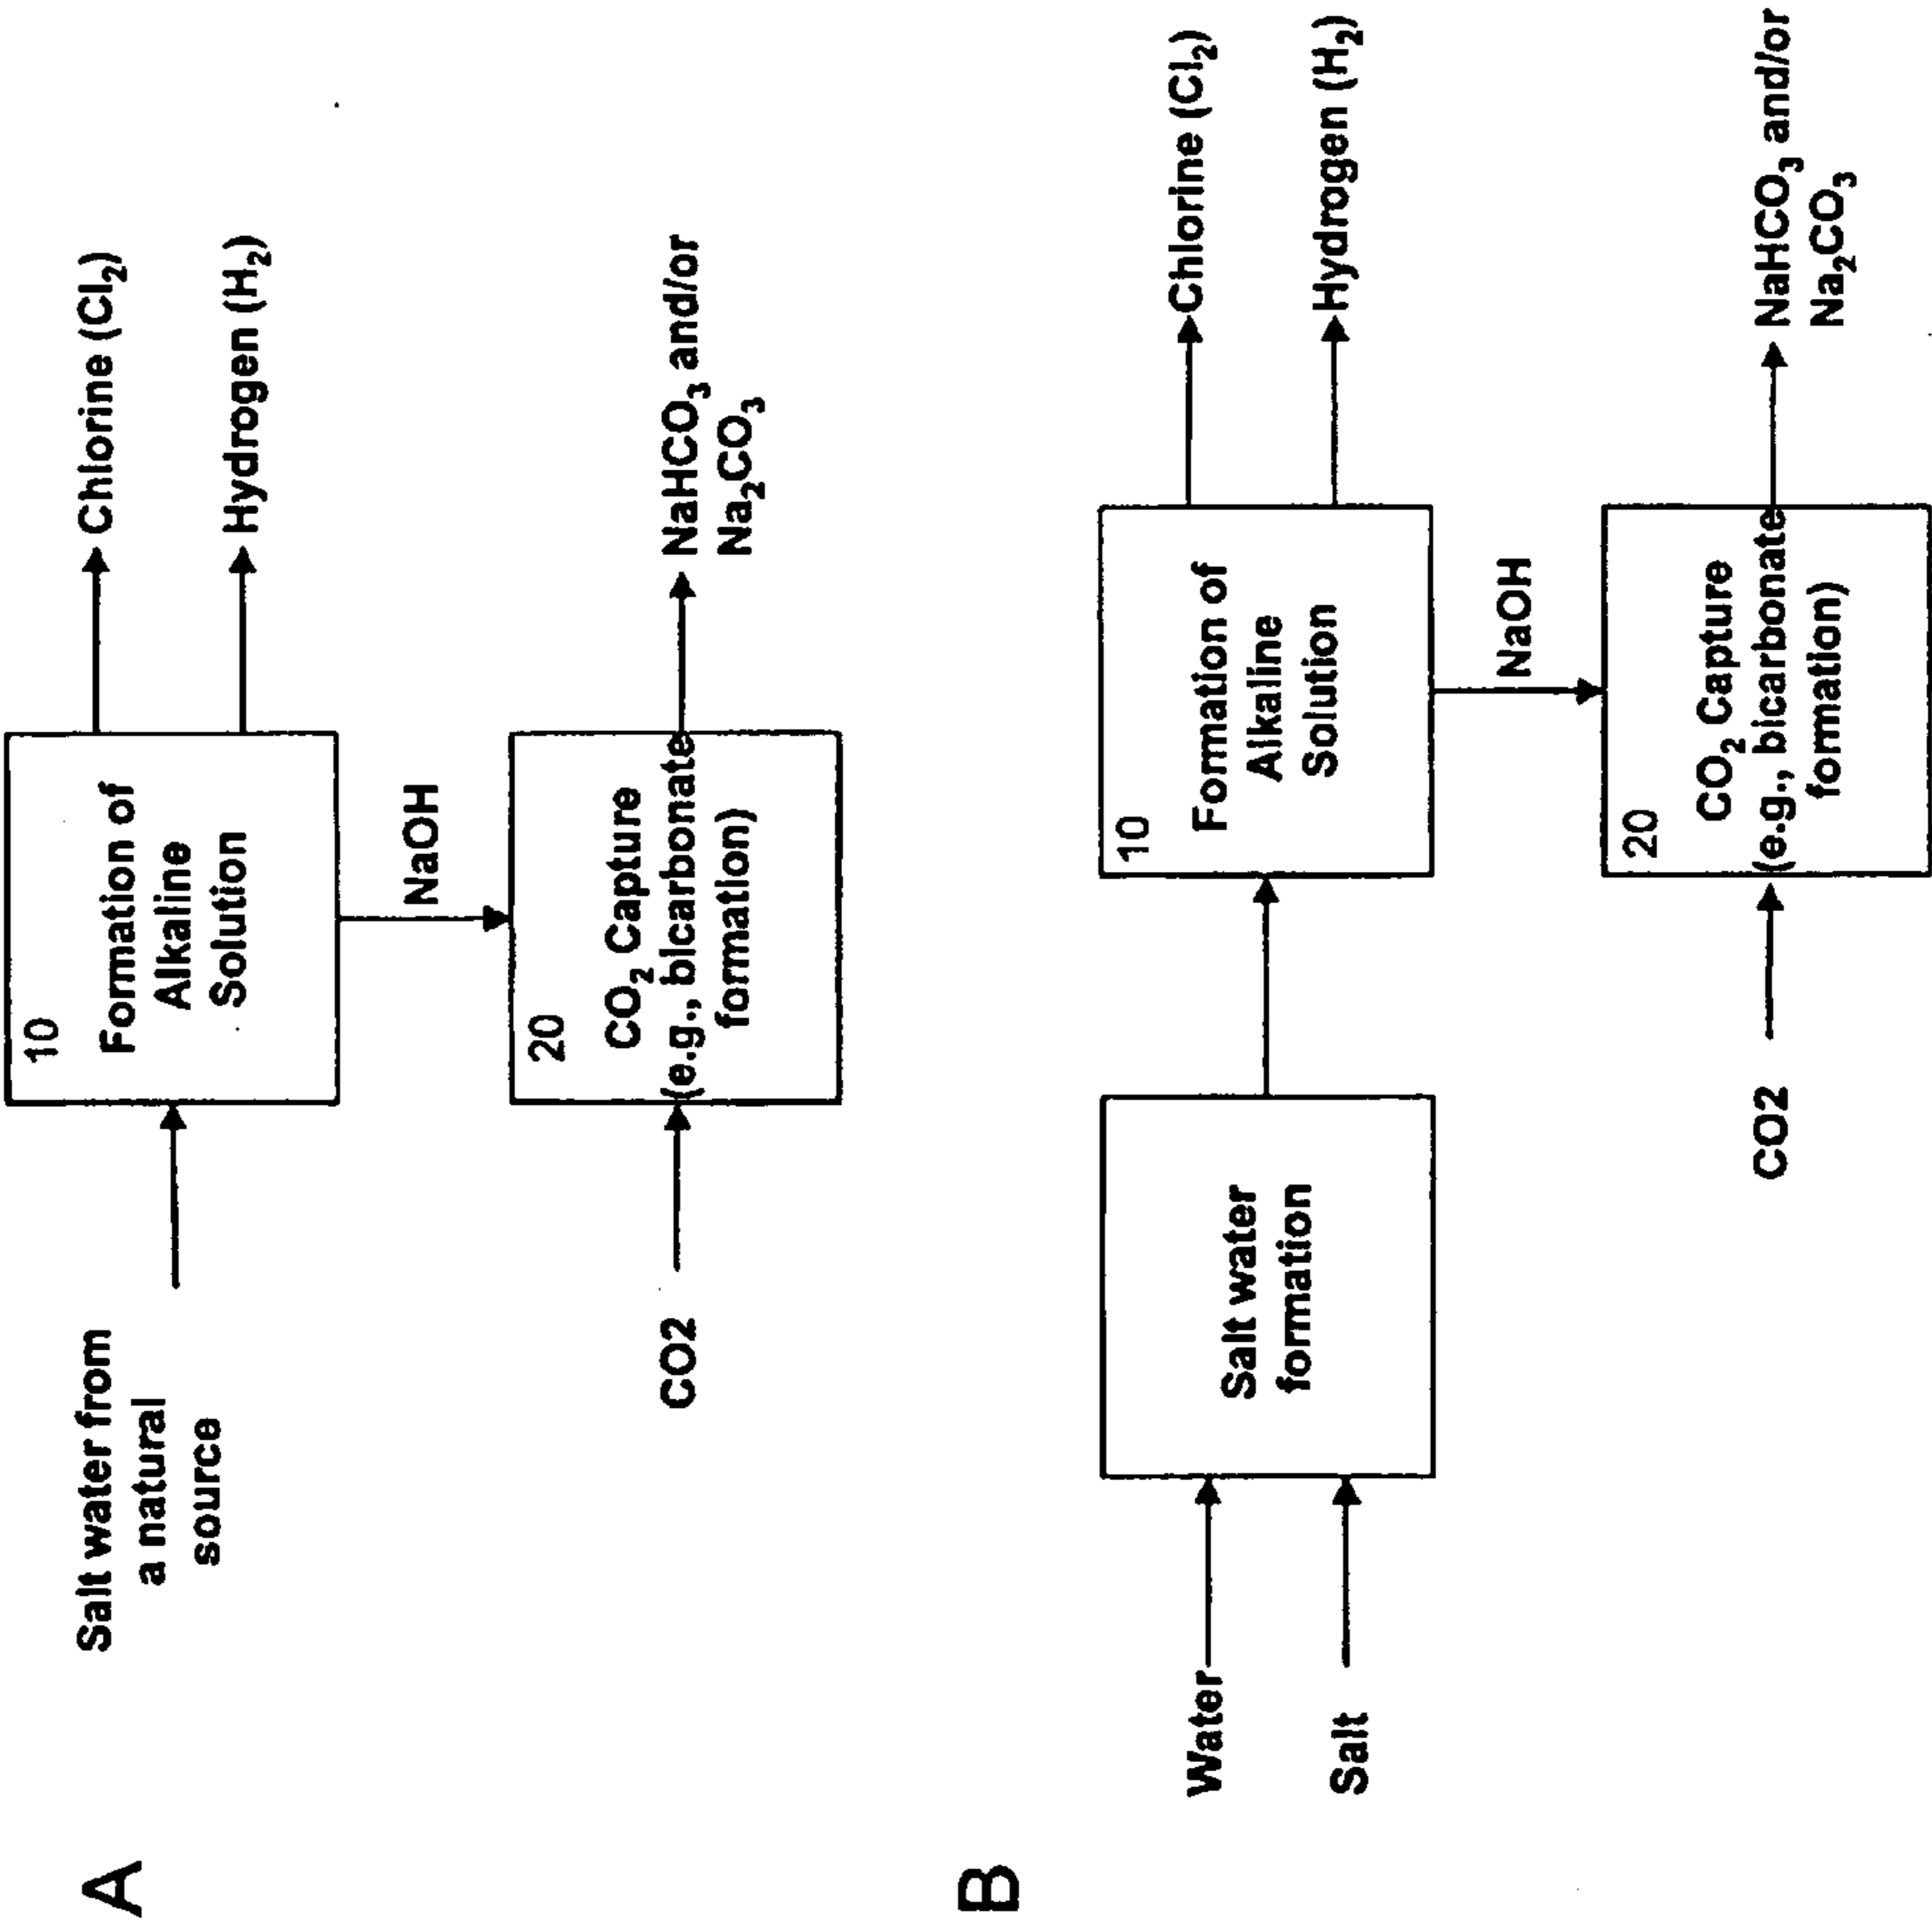 A
Salt water from
a natural
source
10
Formation of
Alkaline
Solution
Chlorine (Cl₂)
Hydrogen (H₂)
NaOH
CO2
20
CO₂ Capture
(e.g., bicarbonate
formation)
NaHCO₃ and/or
Na₂CO₃
B
Water
Salt
Salt water
formation
10
Formation of
Alkaline
Solution
Chlorine (Cl₂)
Hydrogen (H₂)
NaOH
CO2
20
CO₂ Capture
(e.g., bicarbonate
formation)
NaHCO₃ and/or
Na₂CO₃